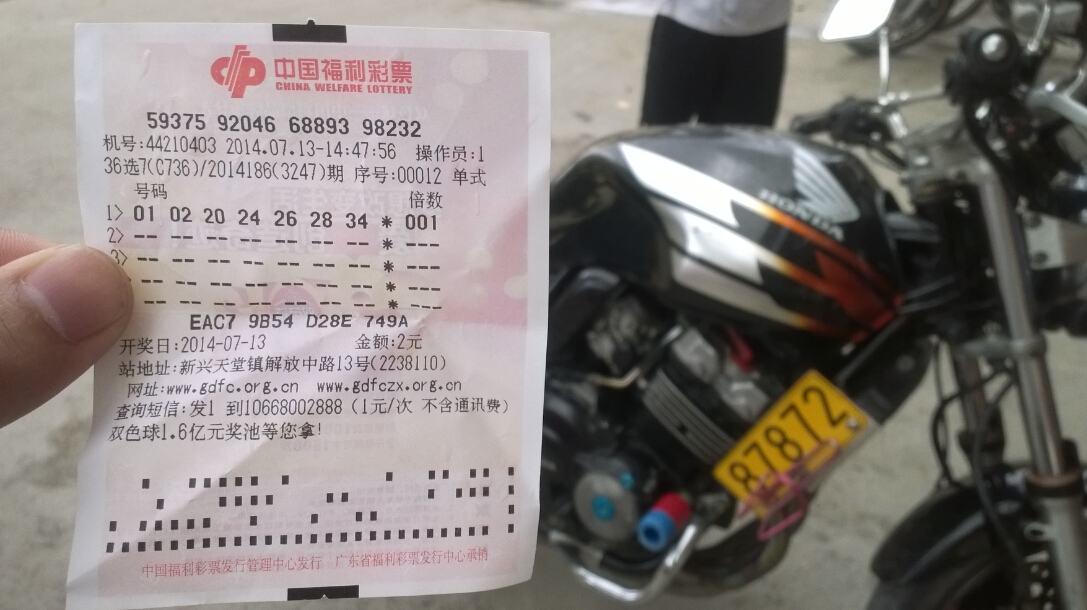 中国福利彩票
CHINA WELFARE LOTTERY
59375 92046 68893 98232
机号:44210403 2014.07.13-14:47:56 操作员:1
36选7(C736)/2014186(3247)期 序号:00012 单式
号码 倍数
1> 01 02 20 24 26 28 34 * 001
2> -- -- -- -- -- -- -- * ---
3> -- -- -- -- -- -- -- * ---
-- -- -- -- -- -- -- * ---
-- -- -- -- -- -- -- * ---
EAC7 9B54 D28E 749A
开奖日:2014-07-13 金额:2元
站地址:新兴天堂镇解放中路13号(2238110)
网址:www.gdfc.org.cn www.gdfczx.org.cn
查询短信:发1 到10668002888(1元/次 不含通讯费)
双色球1.6亿元奖池等您拿!
中国福利彩票发行管理中心发行 广东省福利彩票发行中心承销
HONDA
87872